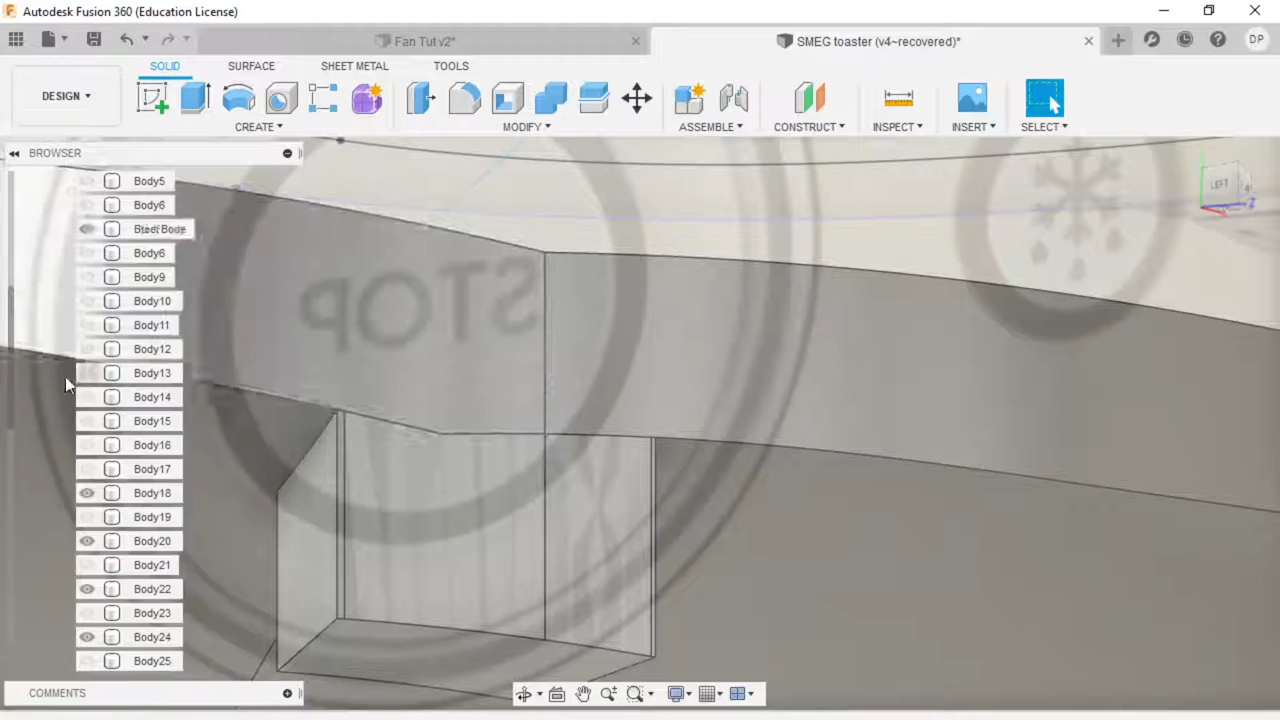 Autodesk Fusion 360 (Education License)
Fan Tut v2*
SMEG toaster (v4~recovered)*
DP
SOLID SURFACE SHEET METAL TOOLS
DESIGN
CREATE MODIFY ASSEMBLE CONSTRUCT INSPECT INSERT SELECT
BROWSER
LEFT
Z
Body5
Body6
Steel Body
Body6
Body9
Body10
Body11
Body12
Body13
Body14
Body15
Body16
Body17
Body18
Body19
Body20
Body21
Body22
Body23
Body24
Body25
STOP
COMMENTS